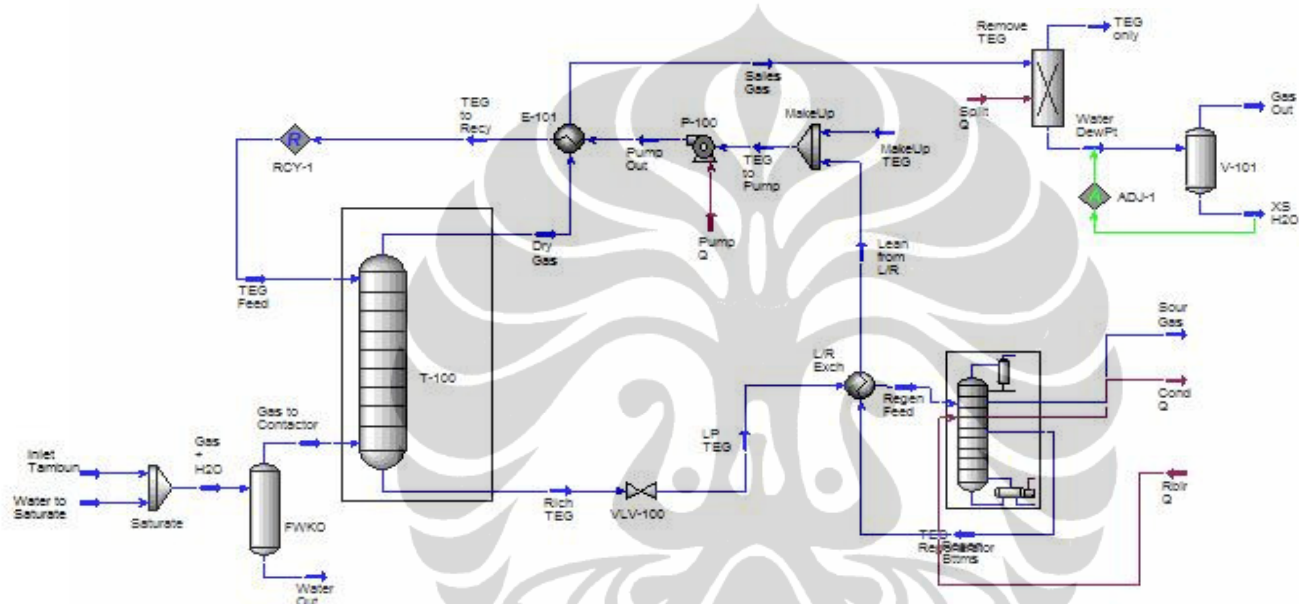 Remove
TEG
TEG
only
Sales
Gas
Split
Q
Gas
Out
Water
DewPt
V-101
TEG
to
Recy
E-101
P-100
MakeUp
MakeUp
TEG
RCY-1
Pump
Out
TEG
to
Pump
ADJ-1
XS
H2O
Pump
Q
Dry
Gas
Lean
from
L/R
TEG
Feed
Sour
Gas
L/R
Exch
T-100
Cond
Q
Regen
Feed
Gas to
Contactor
LP
TEG
Gas
+
H2O
Inlet
Tambun
Rblr
Q
Water to
Saturate
Saturate
FWKO
Rich
TEG
VLV-100
Bttms
Water
Out